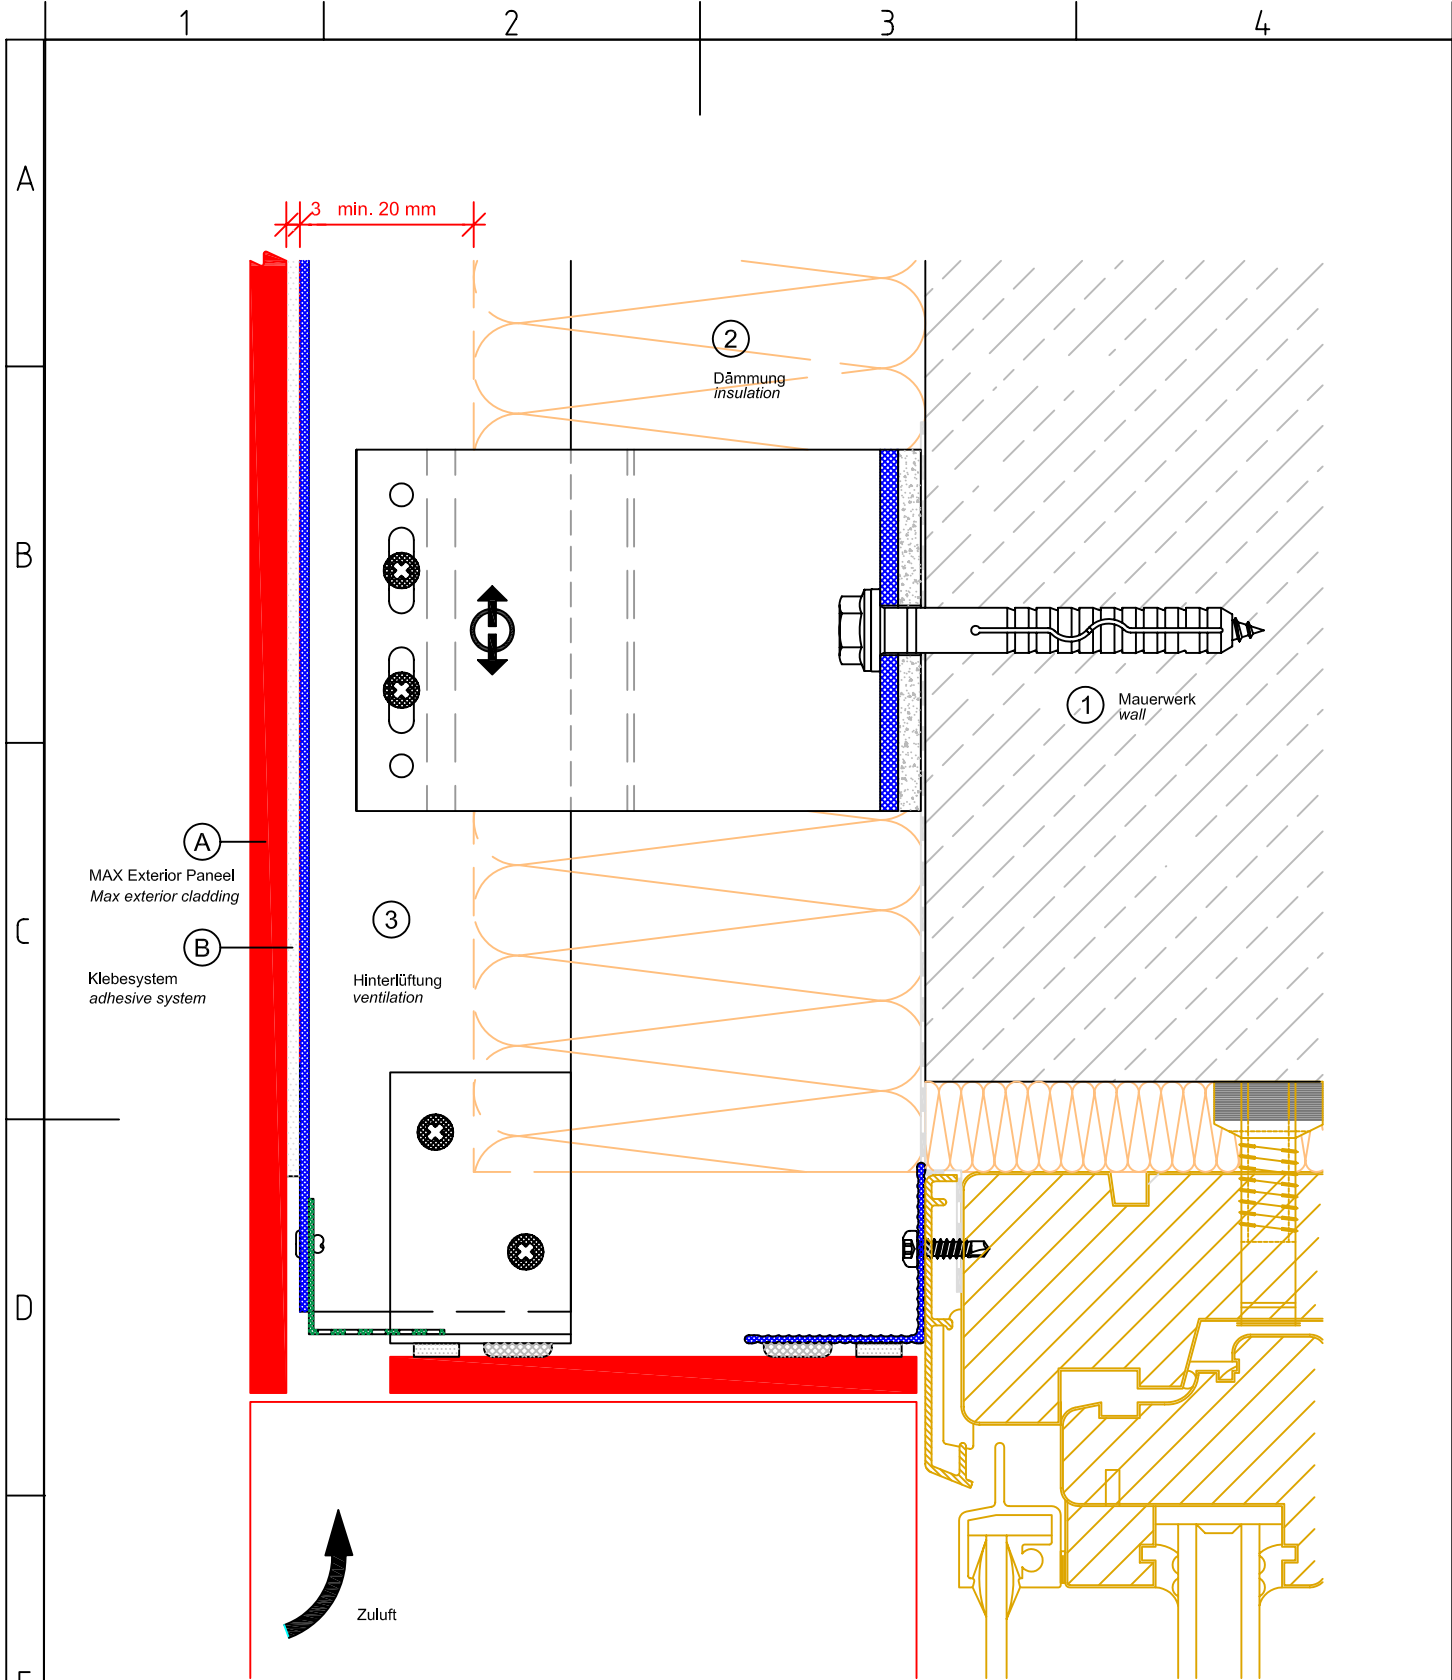 1 2 3 4
A
3 min. 20 mm
2
Dämmung
insulation
B
1 Mauerwerk
wall
A
MAX Exterior Paneel
Max exterior cladding
3
C
B
Klebesystem
adhesive system
Hinterlüftung
ventilation
D
Zuluft